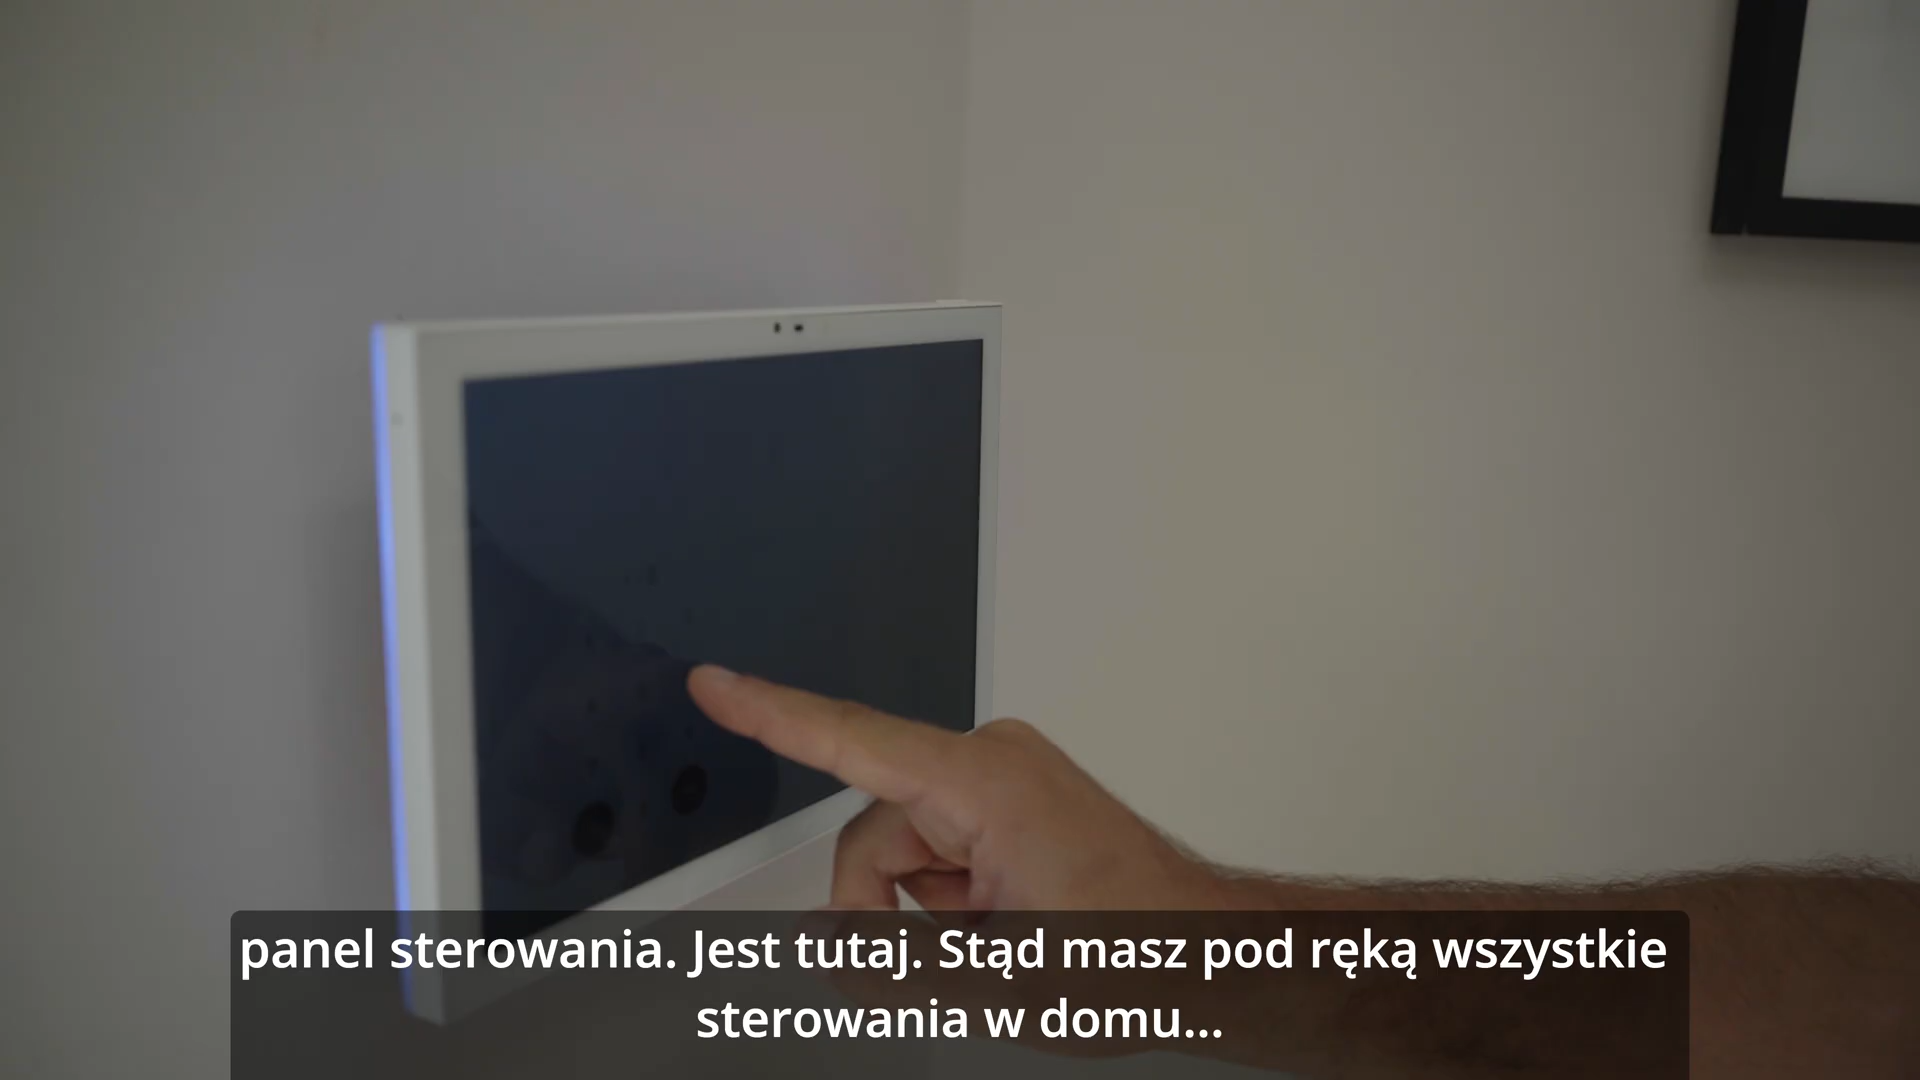 panel sterowania. Jest tutaj. Stąd masz pod ręką wszystkie
sterowania w domu...